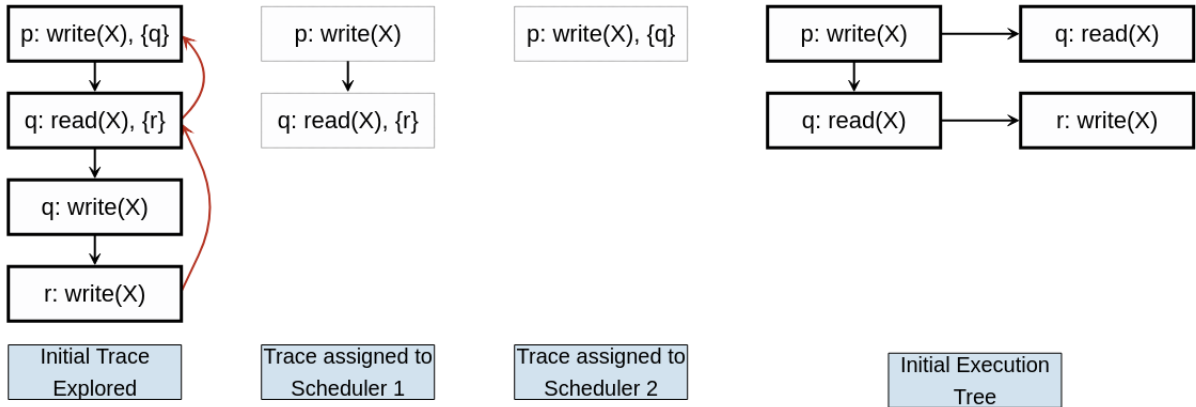 p: write(X), {q}
q: read(X), {r}
q: write(X)
r: write(X)
Initial Trace
Explored
p: write(X)
q: read(X), {r}
Trace assigned to
Scheduler 1
p: write(X), {q}
Trace assigned to
Scheduler 2
p: write(X)
q: read(X)
q: read(X)
r: write(X)
Initial Execution
Tree